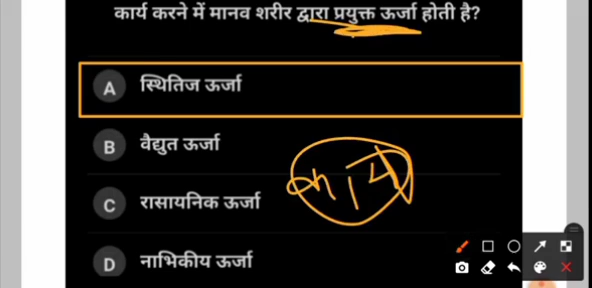 कार्य करने में मानव शरीर द्वारा प्रयुक्त ऊर्जा होती है?
A स्थितिज ऊर्जा
B वैद्युत ऊर्जा
C रासायनिक ऊर्जा
D नाभिकीय ऊर्जा